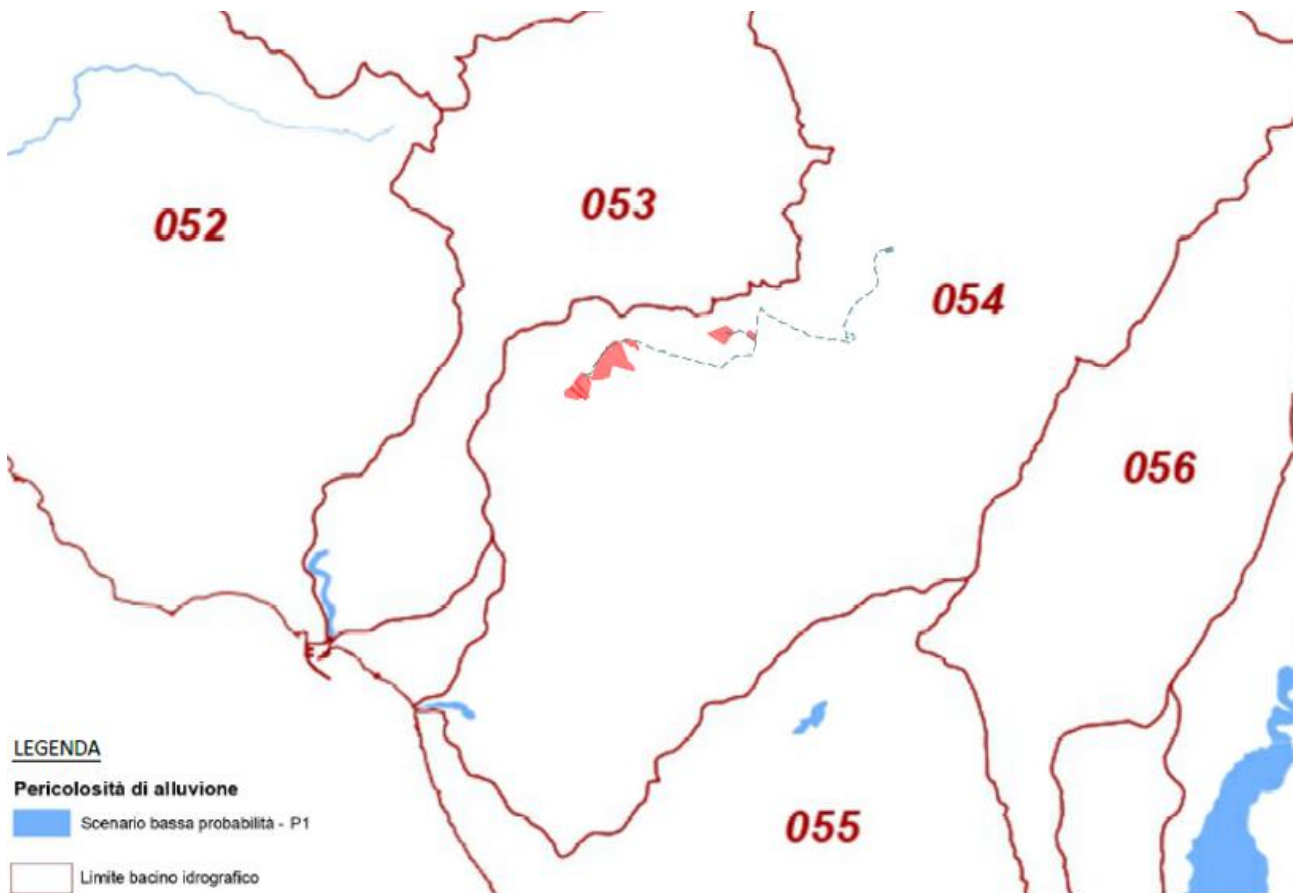 053
052
054
056
055
LEGENDA
Pericolosità di alluvione
Scenario bassa probabilità - P1
Limite bacino idrografico